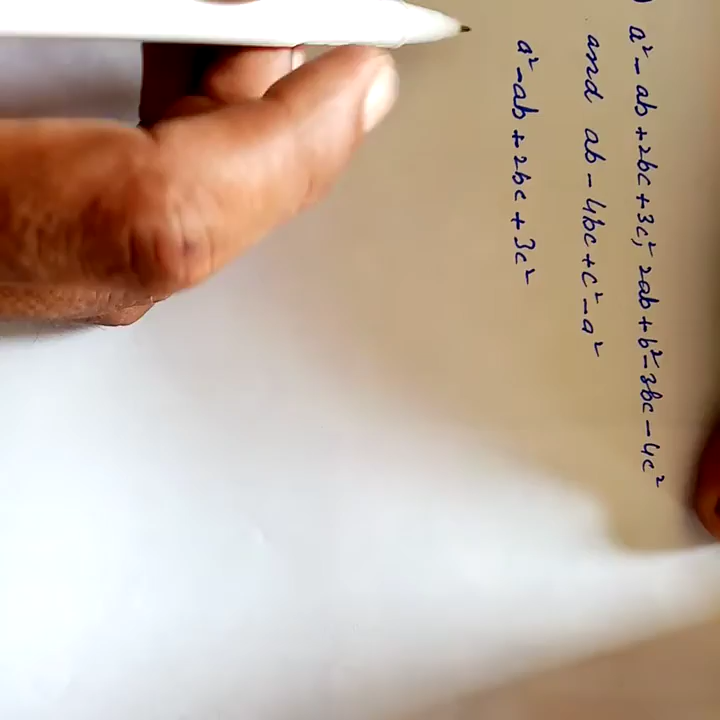 ) a² - ab + 2bc + 3c², 2ab + b² - 3bc - 4c²
and ab - 4bc + c² - a²
a² - ab + 2bc + 3c²